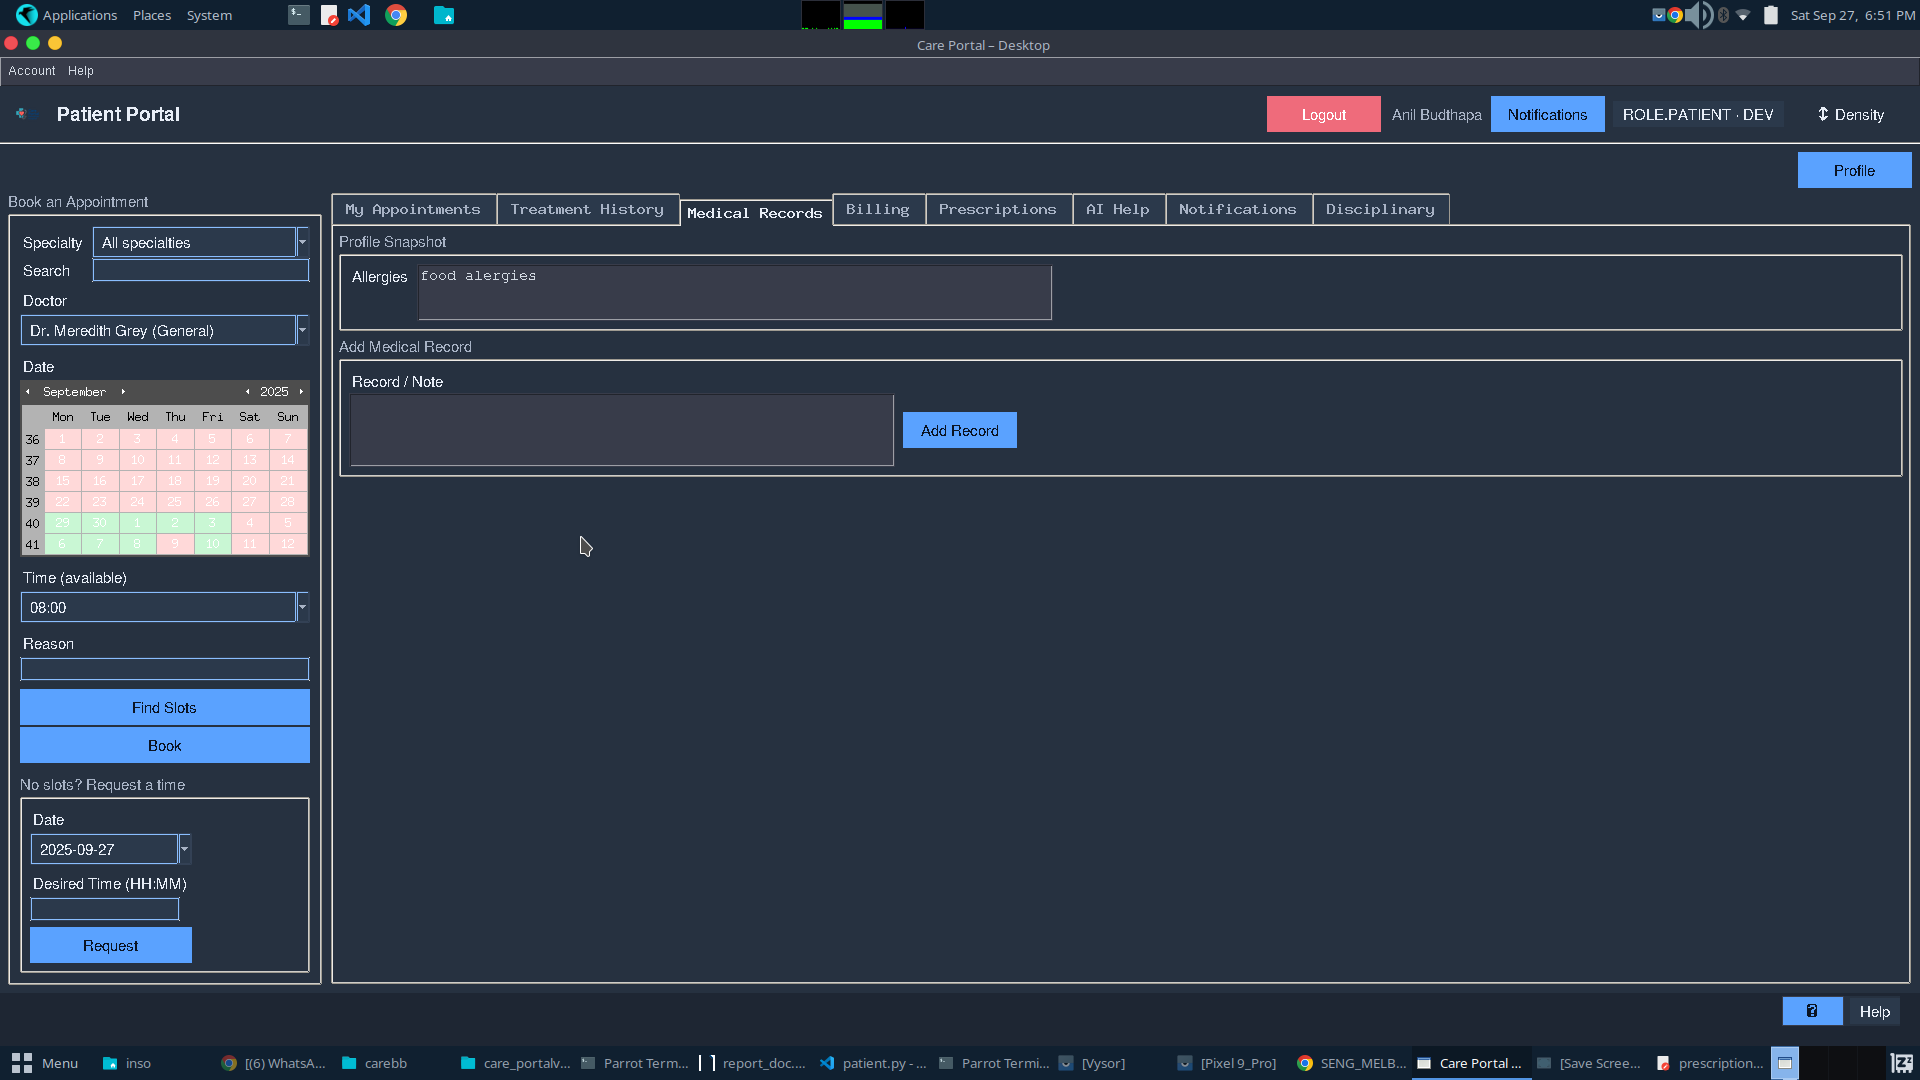 Applications Places System
Sat Sep 27, 6:51 PM
Care Portal – Desktop
Account Help
Patient Portal
Logout Anil Budthapa Notifications ROLE.PATIENT · DEV ⇕ Density
Profile
Book an Appointment
Specialty All specialties
Search
Doctor
Dr. Meredith Grey (General)
Date
September 2025
Mon Tue Wed Thu Fri Sat Sun
36 1 2 3 4 5 6 7
37 8 9 10 11 12 13 14
38 15 16 17 18 19 20 21
39 22 23 24 25 26 27 28
40 29 30 1 2 3 4 5
41 6 7 8 9 10 11 12
Time (available)
08:00
Reason
Find Slots
Book
No slots? Request a time
Date
2025-09-27
Desired Time (HH:MM)
Request
My Appointments Treatment History Medical Records Billing Prescriptions AI Help Notifications Disciplinary
Profile Snapshot
Allergies food alergies
Add Medical Record
Record / Note
Add Record
? Help
Menu inso [(6) WhatsA... carebb care_portalv... Parrot Term... report_doc.... patient.py - ... Parrot Termi... [Vysor] [Pixel 9_Pro] SENG_MELB... Care Portal ... [Save Scree... prescription...